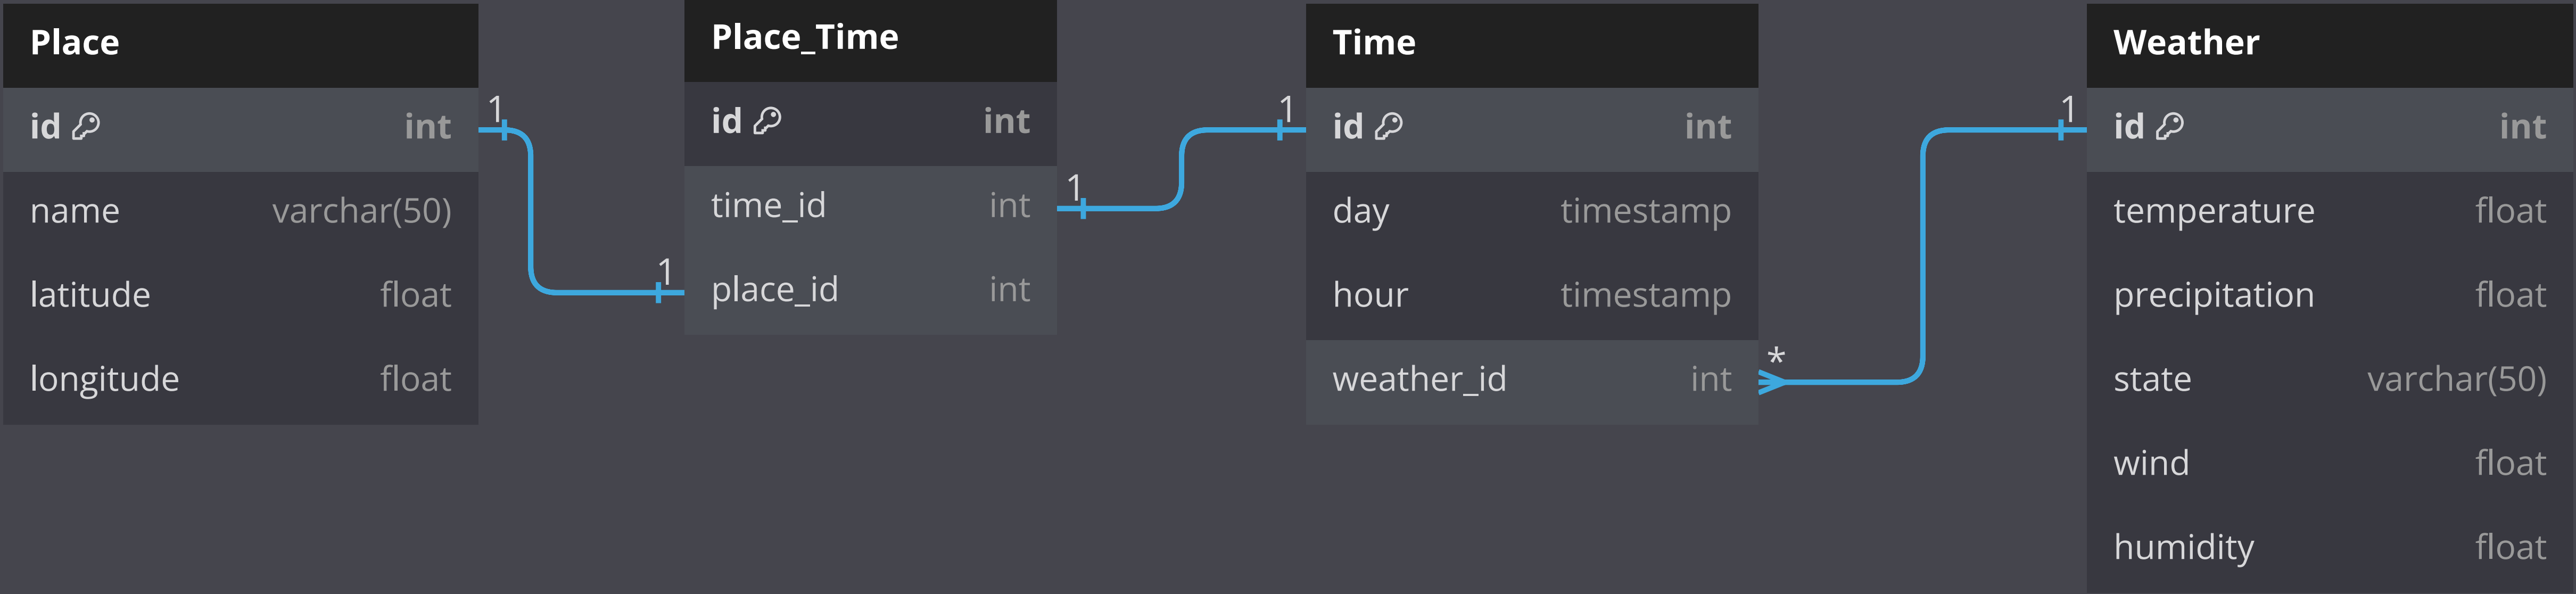 Place
id int
name varchar(50)
latitude float
longitude float
1
1
Place_Time
id int
time_id int
place_id int
1
1
Time
id int
day timestamp
hour timestamp
weather_id int
*
1
Weather
id int
temperature float
precipitation float
state varchar(50)
wind float
humidity float